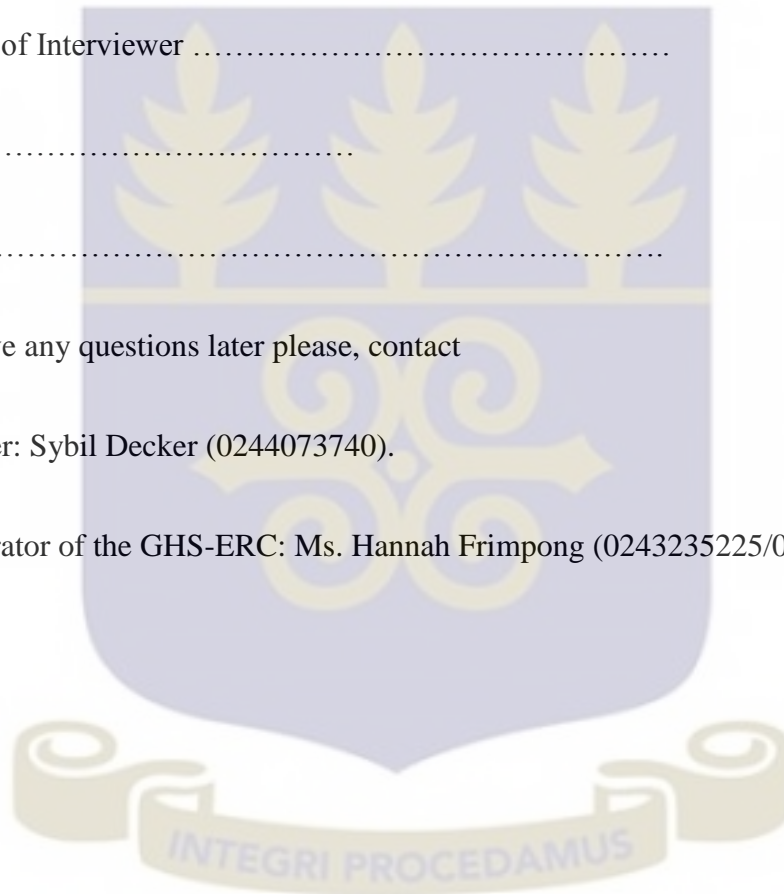 of Interviewer ……………………………………………
………………………………
………………………………………………………….
e any questions later please, contact
r: Sybil Decker (0244073740).
rator of the GHS-ERC: Ms. Hannah Frimpong (0243235225/0
INTEGRI PROCEDAMUS